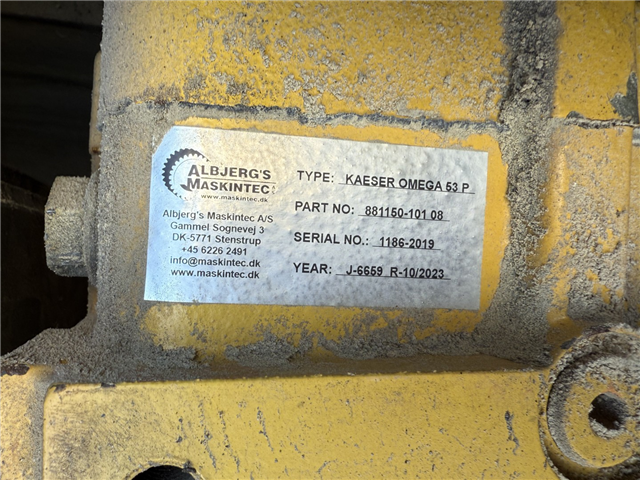 ALBJERG'S
MASKINTEC A/S
www.maskintec.dk
Albjerg's Maskintec A/S
Gammel Sognevej 3
DK-5771 Stenstrup
+45 6226 2491
info@maskintec.dk
www.maskintec.dk
TYPE: KAESER OMEGA 53 P
PART NO: 881150-101 08
SERIAL NO.: 1186-2019
YEAR: J-6659 R-10/2023